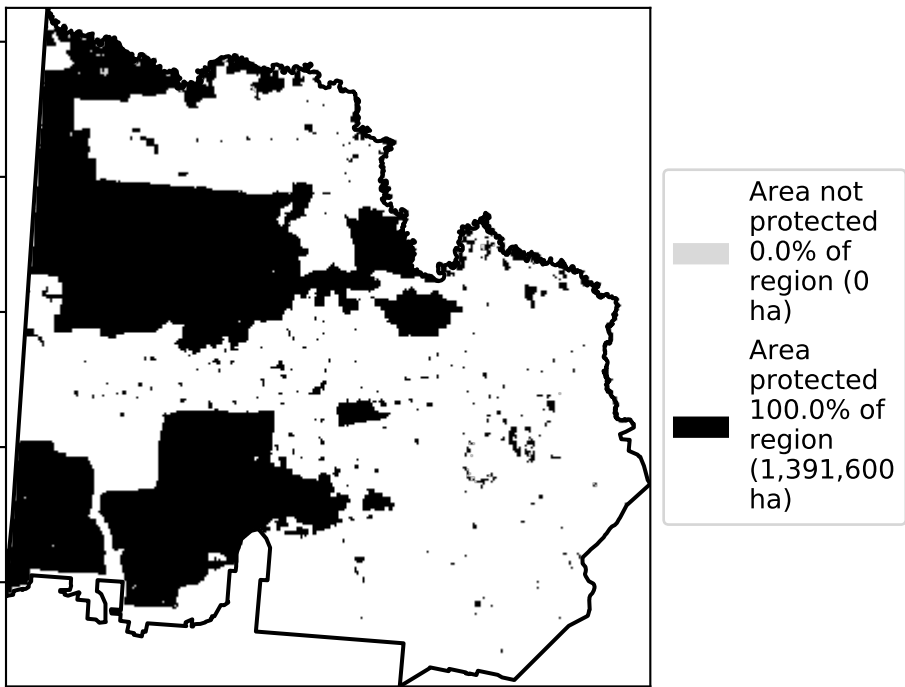 Area not
protected
0.0% of
region (0
ha)
Area
protected
100.0% of
region
(1,391,600
ha)